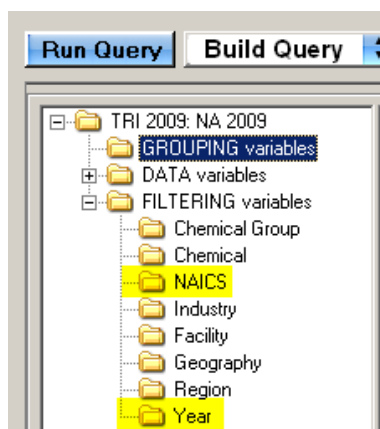 Run Query Build Query
TRI 2009: NA 2009
GROUPING variables
DATA variables
FILTERING variables
Chemical Group
Chemical
NAICS
Industry
Facility
Geography
Region
Year